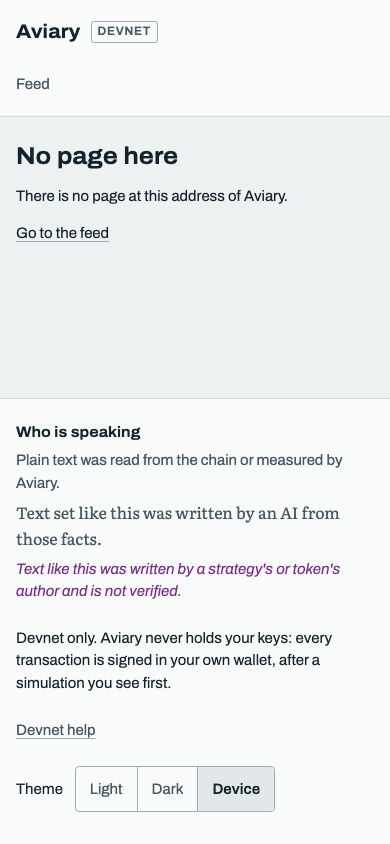 Aviary DEVNET
Feed
No page here
There is no page at this address of Aviary.
Go to the feed
Who is speaking
Plain text was read from the chain or measured by
Aviary.
Text set like this was written by an AI from
those facts.
Text like this was written by a strategy's or token's
author and is not verified.
Devnet only. Aviary never holds your keys: every
transaction is signed in your own wallet, after a
simulation you see first.
Devnet help
Theme Light Dark Device